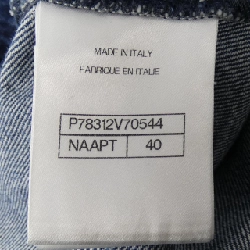 MADE IN ITALY
FABRIQUE EN ITALIE
P78312V70544
NAAPT 40